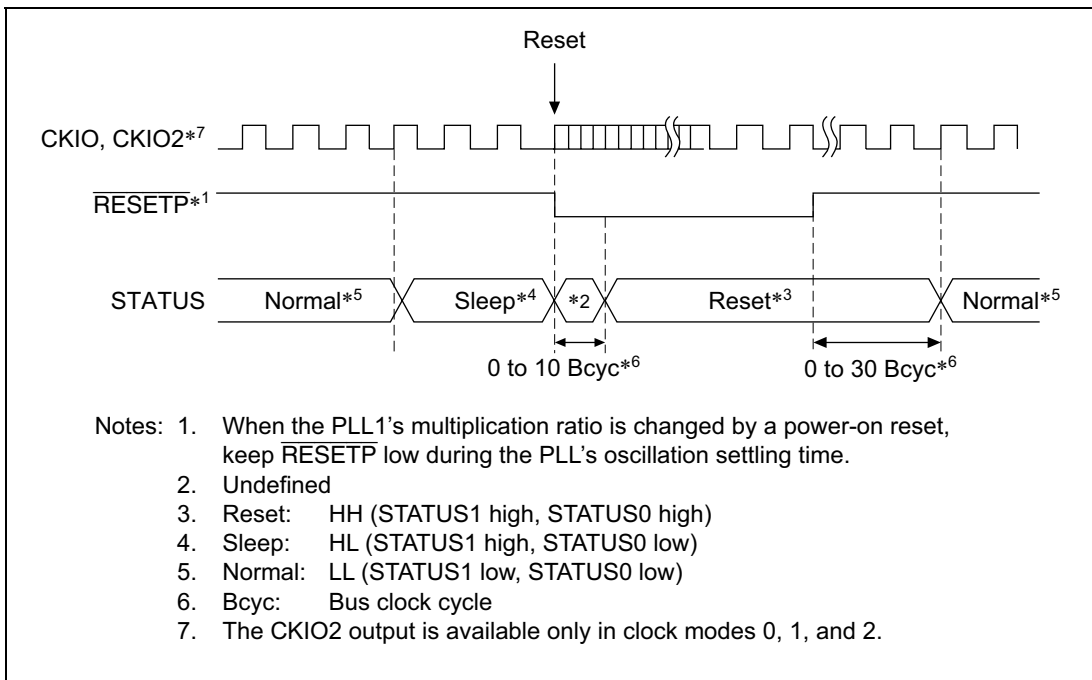 Reset
CKIO, CKIO2*7
RESETP*1
STATUS Normal*5 Sleep*4 *2 Reset*3 Normal*5
0 to 10 Bcyc*6 0 to 30 Bcyc*6
Notes: 1. When the PLL1's multiplication ratio is changed by a power-on reset,
keep RESETP low during the PLL's oscillation settling time.
2. Undefined
3. Reset: HH (STATUS1 high, STATUS0 high)
4. Sleep: HL (STATUS1 high, STATUS0 low)
5. Normal: LL (STATUS1 low, STATUS0 low)
6. Bcyc: Bus clock cycle
7. The CKIO2 output is available only in clock modes 0, 1, and 2.